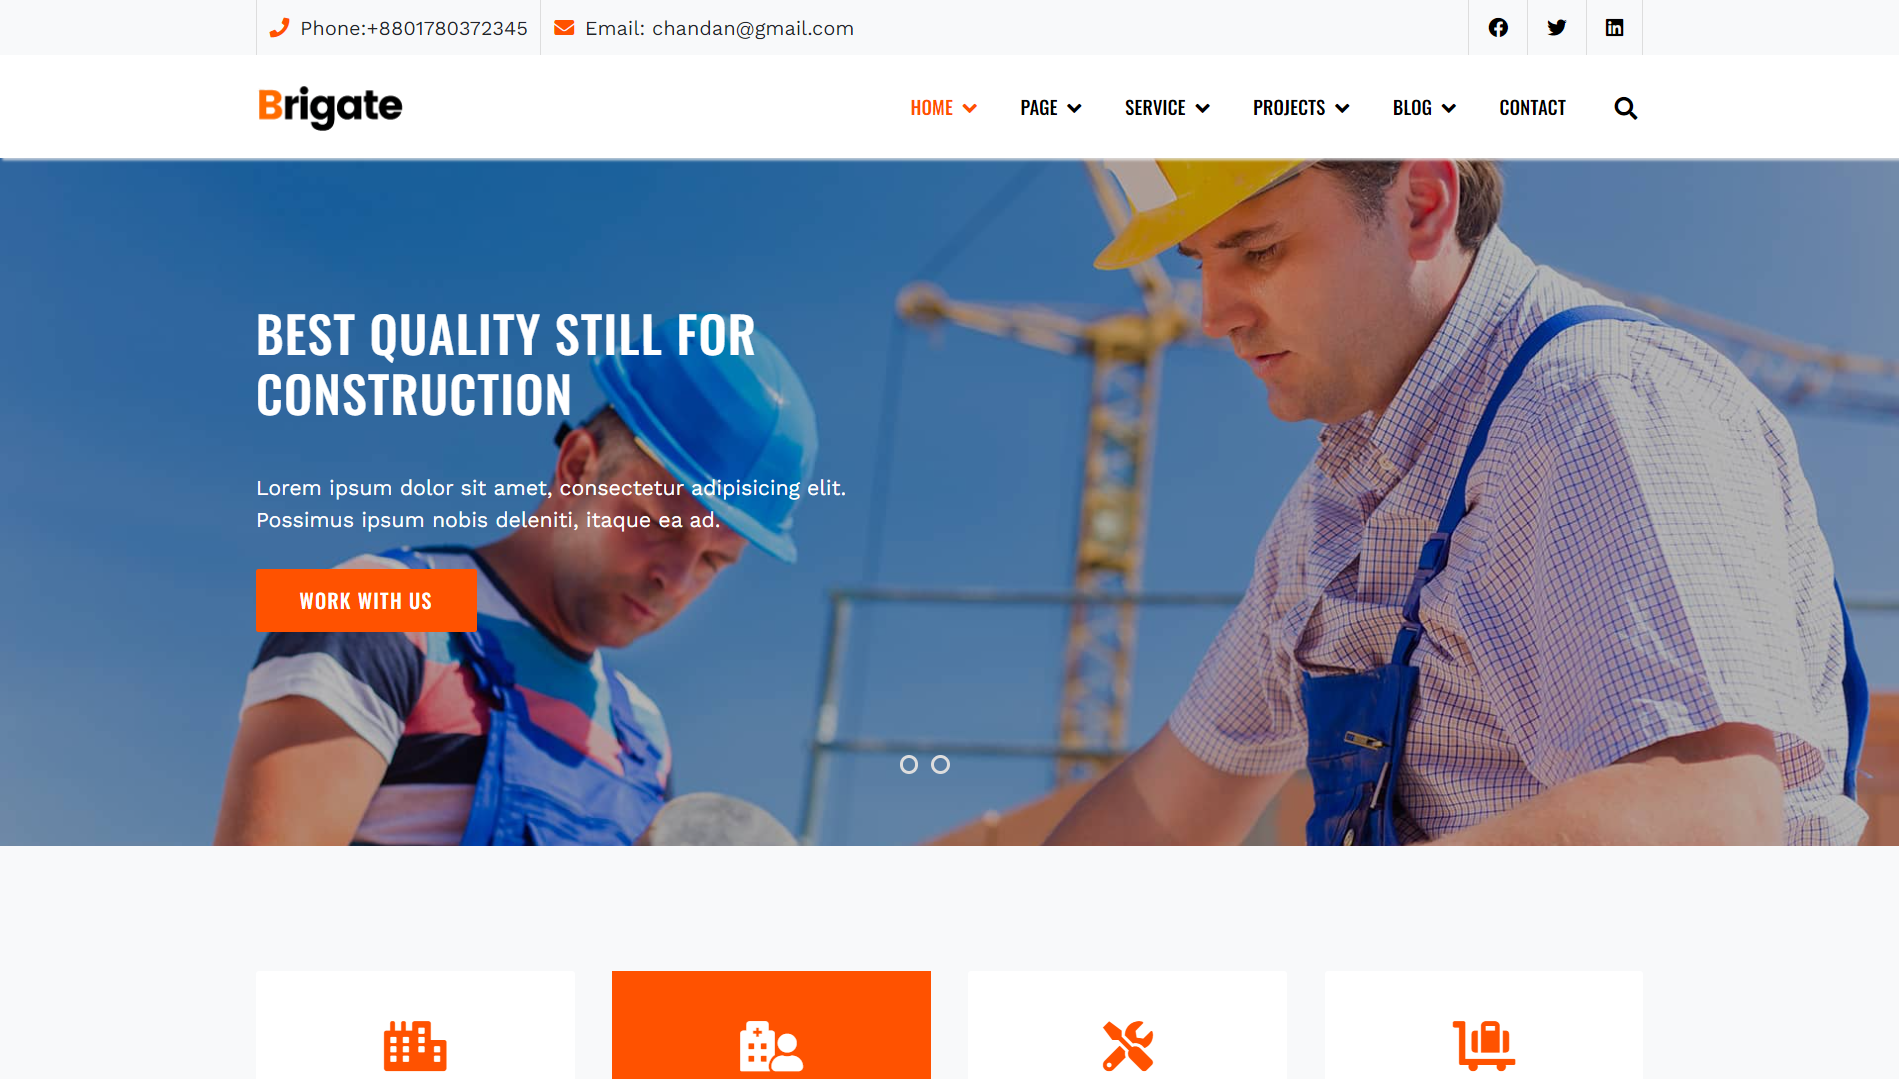 Phone:+8801780372345
Email: chandan@gmail.com
Brigate
HOME
PAGE
SERVICE
PROJECTS
BLOG
CONTACT
BEST QUALITY STILL FOR
CONSTRUCTION
Lorem ipsum dolor sit amet, consectetur adipisicing elit.
Possimus ipsum nobis deleniti, itaque ea ad.
WORK WITH US